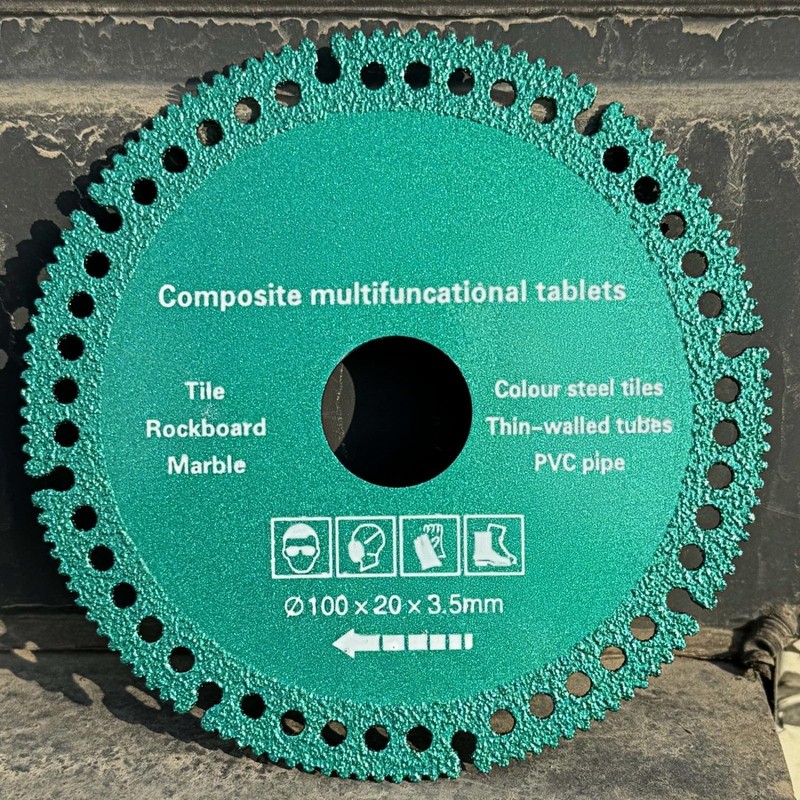 Composite multifuncational tablets
Tile
Rockboard
Marble
Colour steel tiles
Thin-walled tubes
PVC pipe
Ø100×20×3.5mm